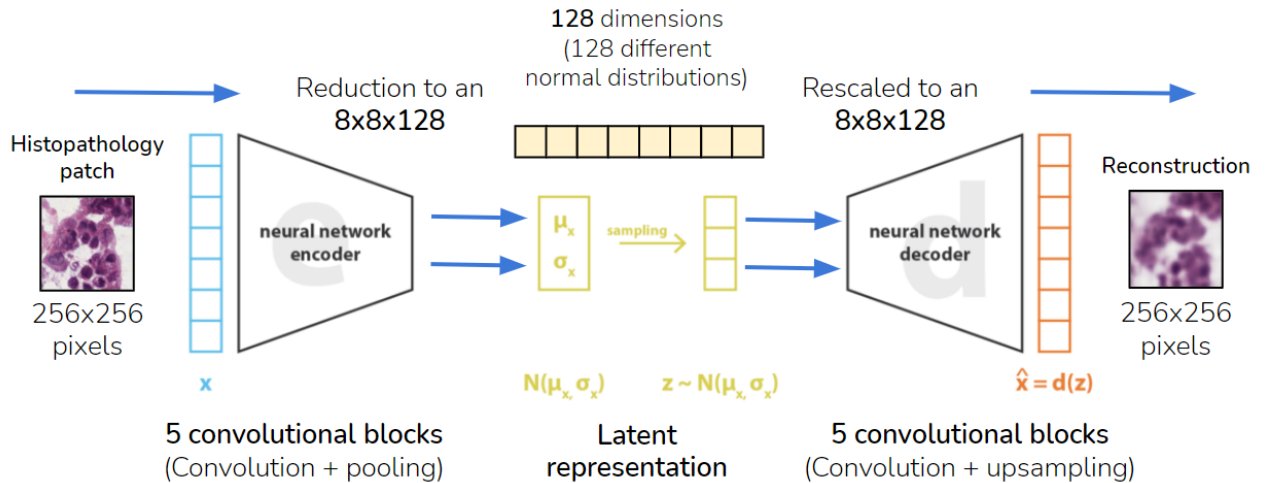 128 dimensions
(128 different
normal distributions)
Reduction to an
8x8x128
Rescaled to an
8x8x128
Histopathology
patch
256x256
pixels
x
e
neural network
encoder
μx
σx
sampling
N(μx, σx)
z ~ N(μx, σx)
d
neural network
decoder
x̂ = d(z)
Reconstruction
256x256
pixels
5 convolutional blocks
(Convolution + pooling)
Latent
representation
5 convolutional blocks
(Convolution + upsampling)